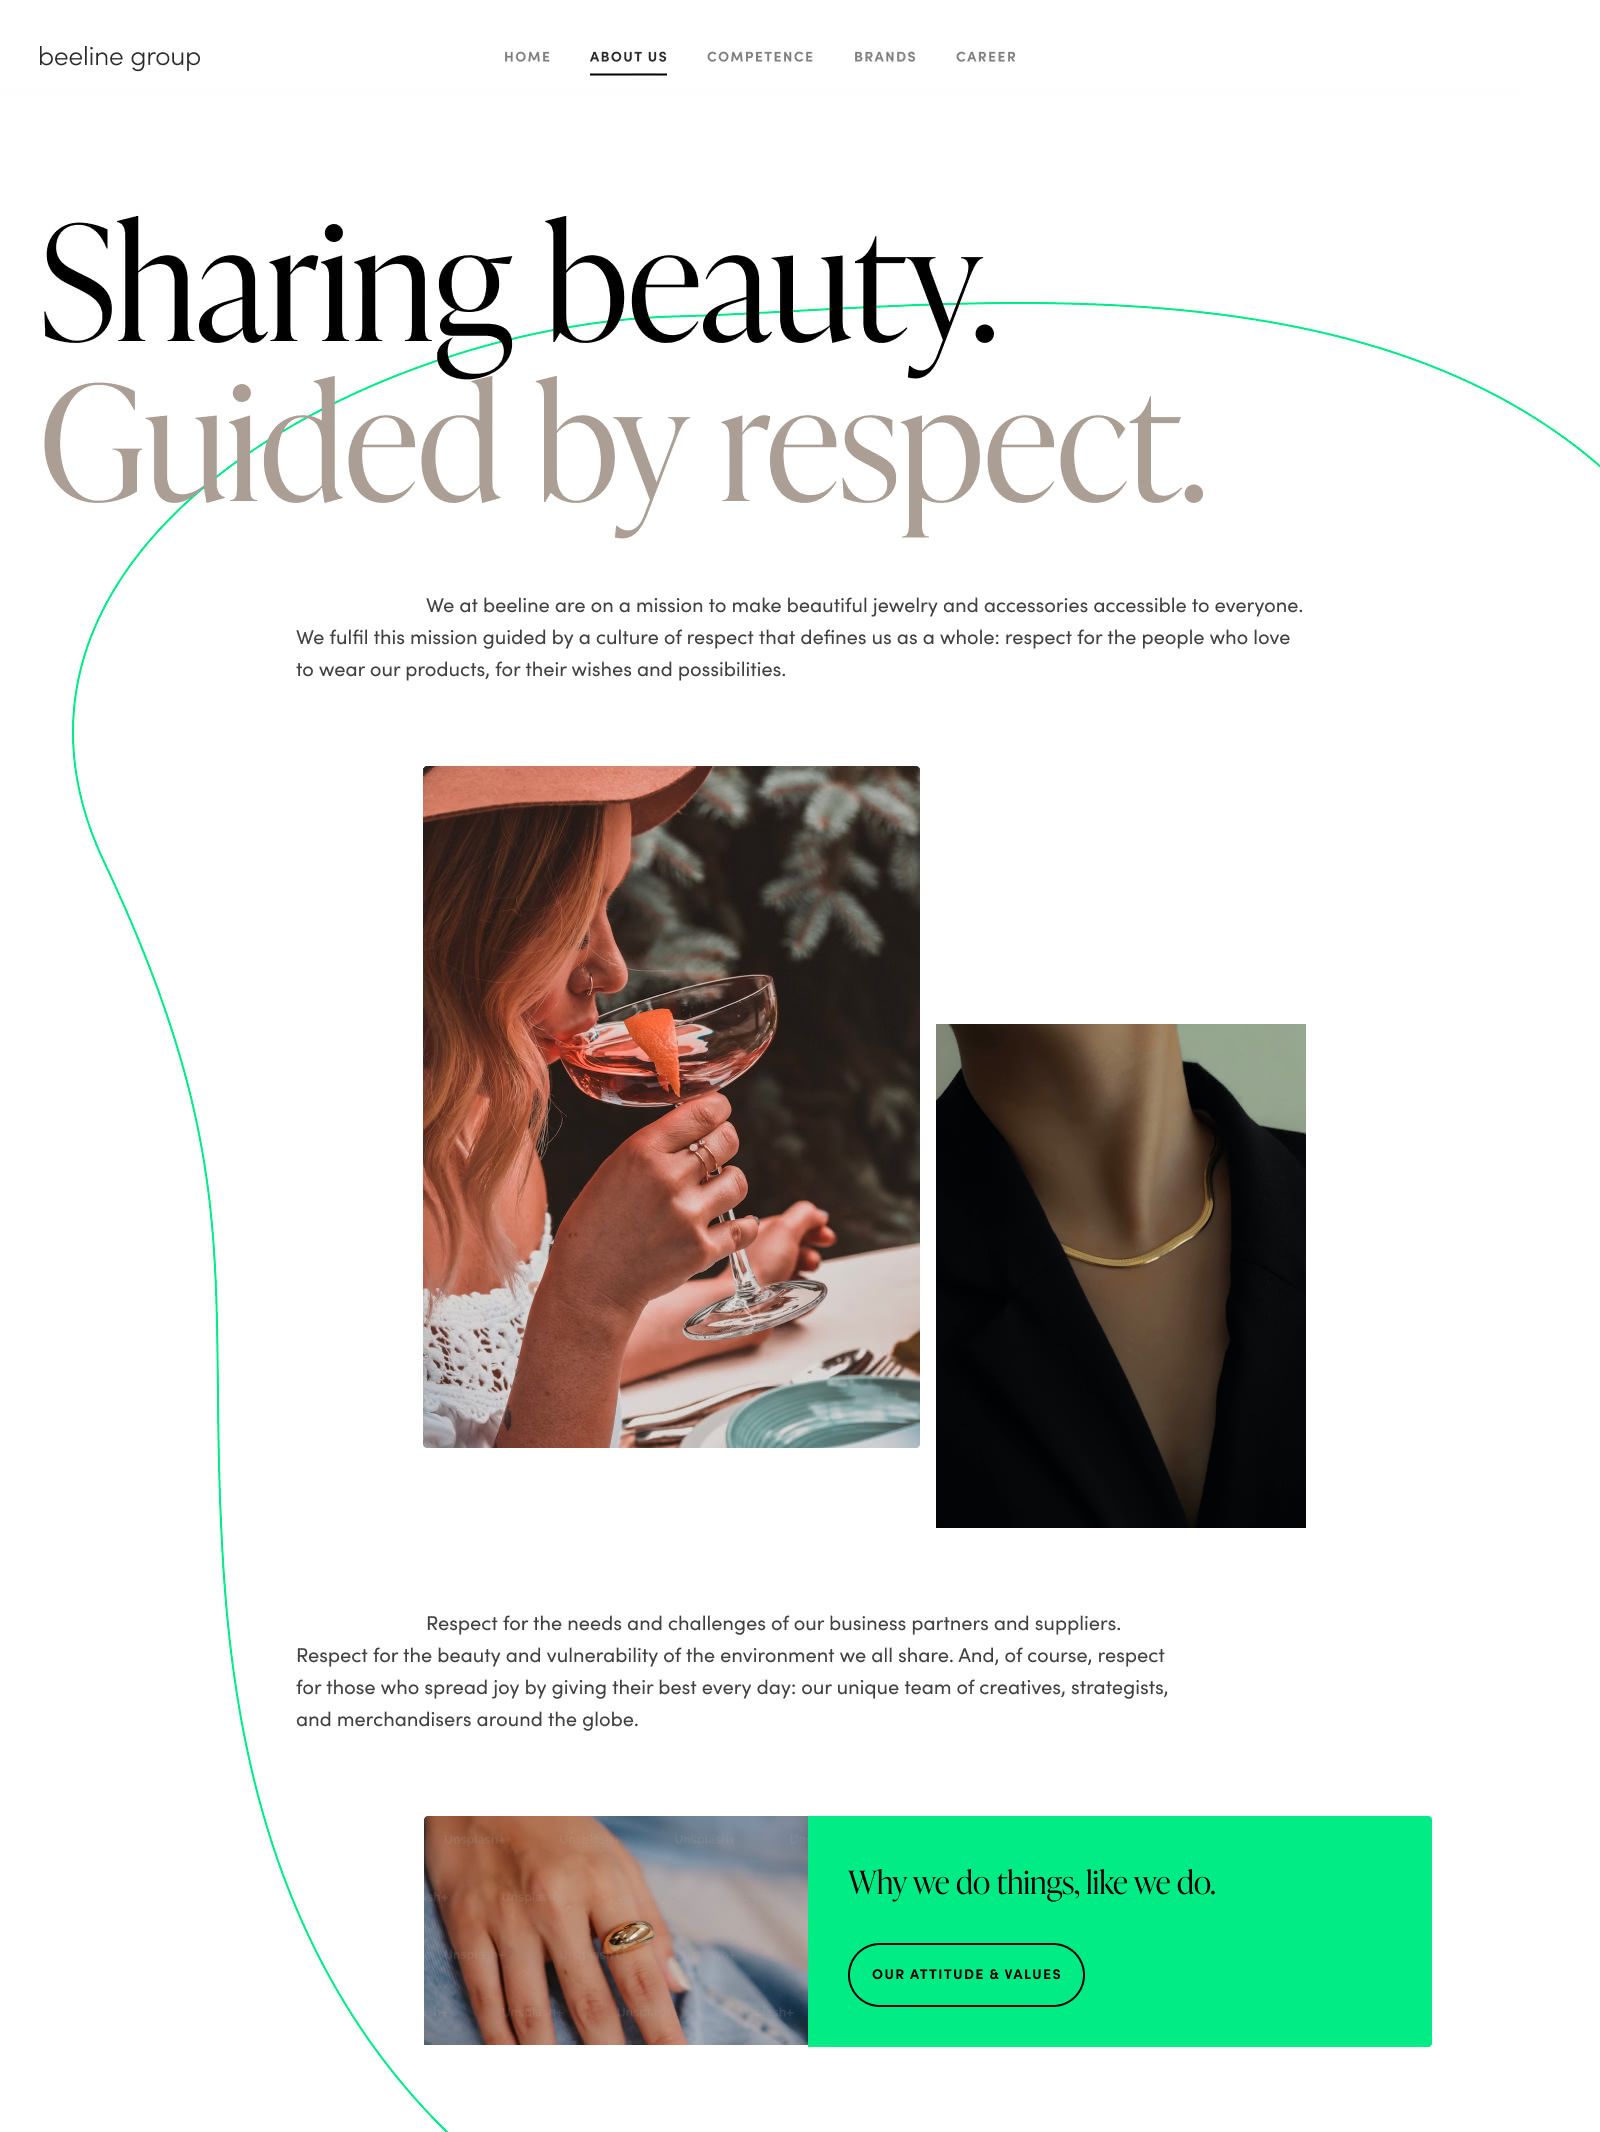 beeline group
HOME ABOUT US COMPETENCE BRANDS CAREER
Sharing beauty.
Guided by respect.
We at beeline are on a mission to make beautiful jewelry and accessories accessible to everyone.
We fulfil this mission guided by a culture of respect that defines us as a whole: respect for the people who love
to wear our products, for their wishes and possibilities.
Respect for the needs and challenges of our business partners and suppliers.
Respect for the beauty and vulnerability of the environment we all share. And, of course, respect
for those who spread joy by giving their best every day: our unique team of creatives, strategists,
and merchandisers around the globe.
Unsplash+ Unsplash+ Unsplash+
Unsplash+
Unsplash+
Why we do things, like we do.
OUR ATTITUDE & VALUES